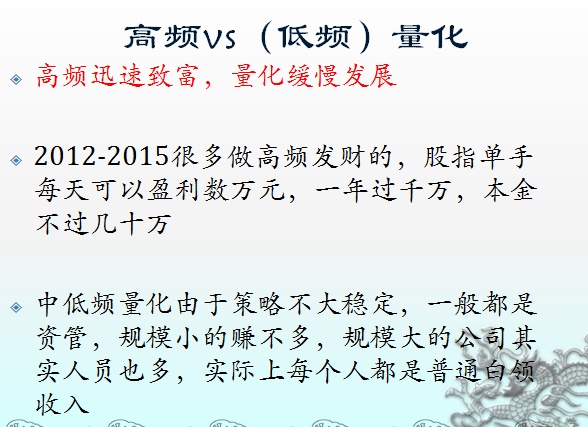 高频vs（低频）量化
高频迅速致富，量化缓慢发展
2012-2015很多做高频发财的，股指单手
每天可以盈利数万元，一年过千万，本金
不过几十万
中低频量化由于策略不大稳定，一般都是
资管，规模小的赚不多，规模大的公司其
实人员也多，实际上每个人都是普通白领
收入